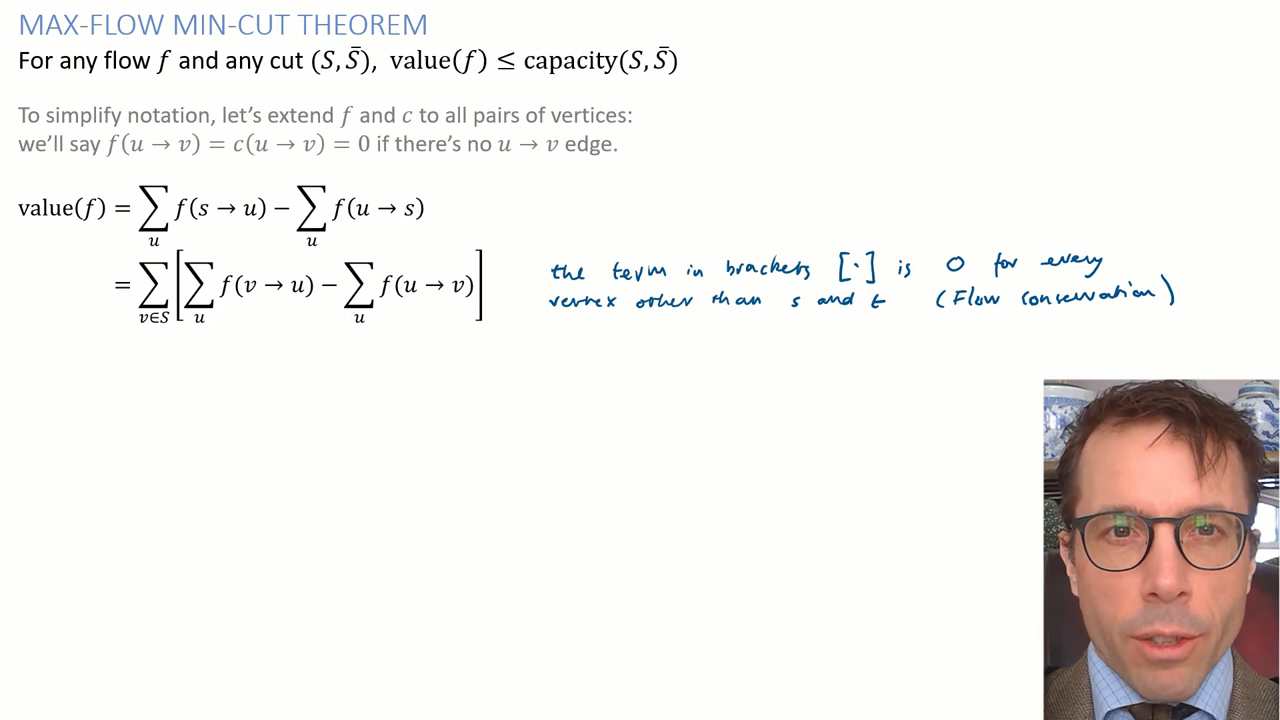 MAX-FLOW MIN-CUT THEOREM
For any flow f and any cut (S, S̄), value(f) ≤ capacity(S, S̄)
To simplify notation, let's extend f and c to all pairs of vertices:
we'll say f(u → v) = c(u → v) = 0 if there's no u → v edge.
value(f) = ∑_u f(s → u) − ∑_u f(u → s)
= ∑_{v∈S} [∑_u f(v → u) − ∑_u f(u → v)]
the term in brackets [·] is 0 for every
vertex other than s and t (Flow conservation)